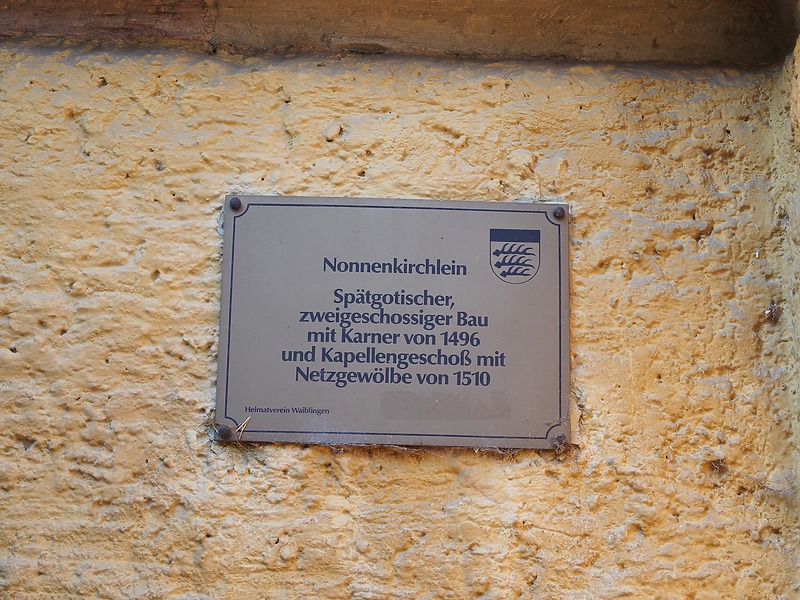 Nonnenkirchlein
Spätgotischer,
zweigeschossiger Bau
mit Karner von 1496
und Kapellengeschoß mit
Netzgewölbe von 1510
Heimatverein Waiblingen